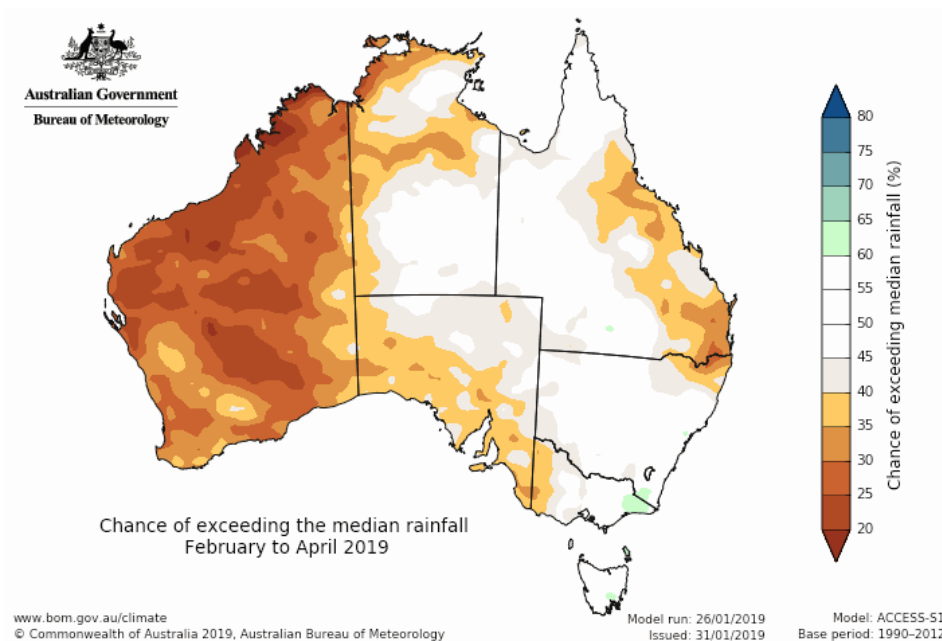 Australian Government
Bureau of Meteorology
80
75
70
65
60
55
50
45
40
35
30
25
20
Chance of exceeding median rainfall (%)
Chance of exceeding the median rainfall
February to April 2019
www.bom.gov.au/climate
© Commonwealth of Australia 2019, Australian Bureau of Meteorology
Model run: 26/01/2019
Issued: 31/01/2019
Model: ACCESS-S1
Base period: 1990–2012